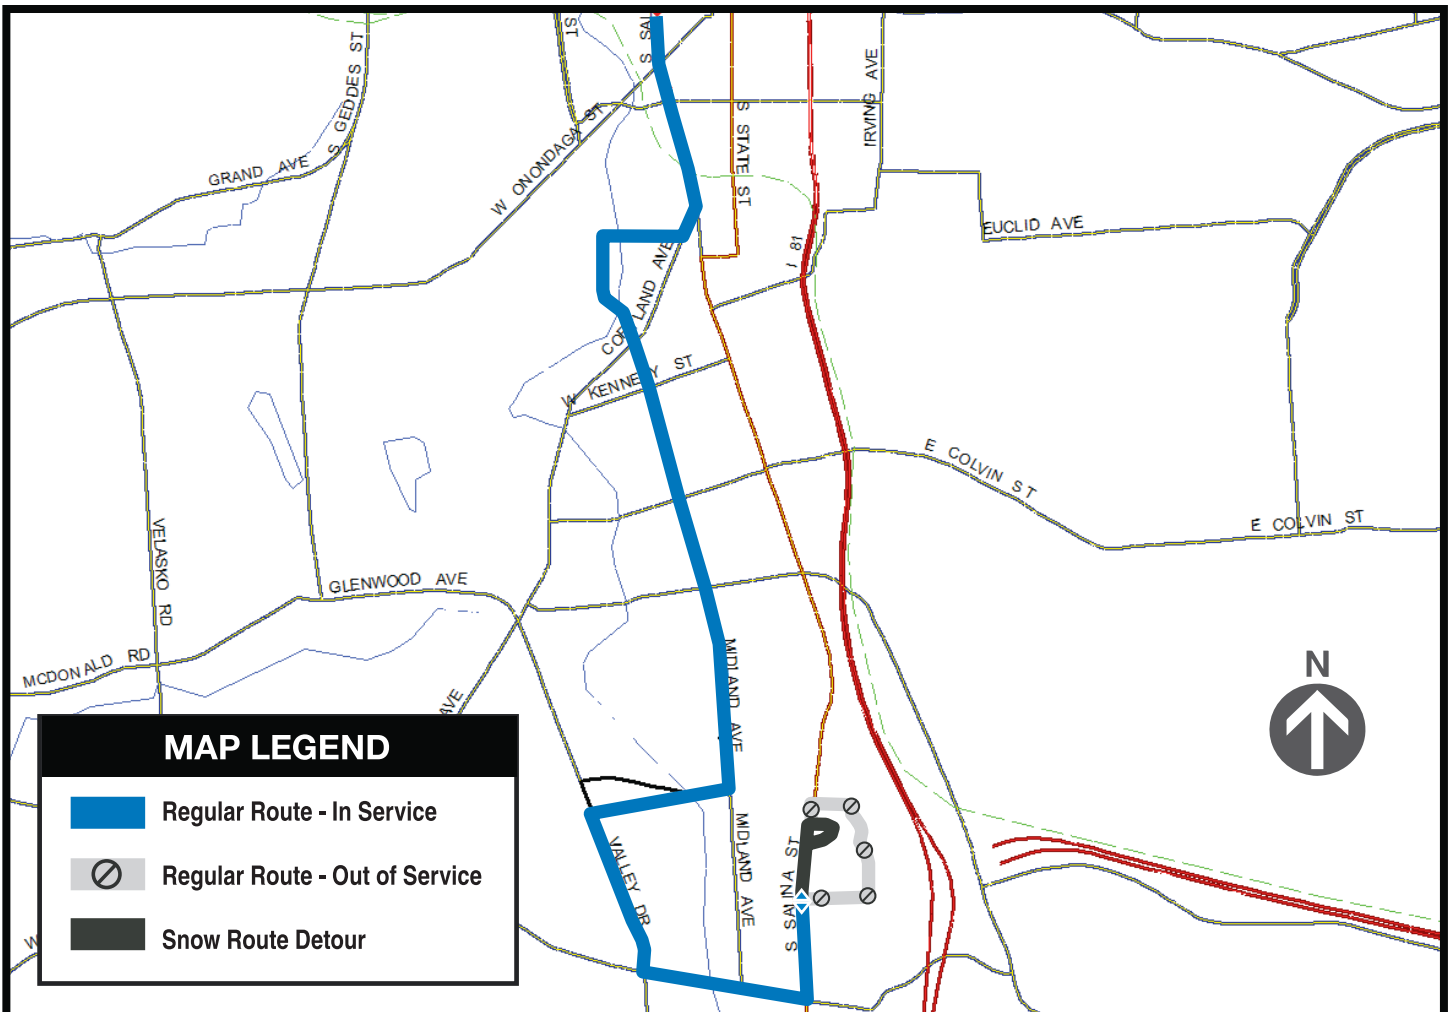 ST
S SAL
S GEDDES ST
GRAND AVE
W ONONDAGA ST
S STATE ST
IRVING AVE
EUCLID AVE
I 81
CORTLAND AVE
W KENNEDY ST
E COLVIN ST
E COLVIN ST
VELASKO RD
GLENWOOD AVE
MCDONALD RD
AVE
MIDLAND AVE
N
MAP LEGEND
Regular Route - In Service
Regular Route - Out of Service
Snow Route Detour
W
VALLEY DR
MIDLAND AVE
S SALINA ST